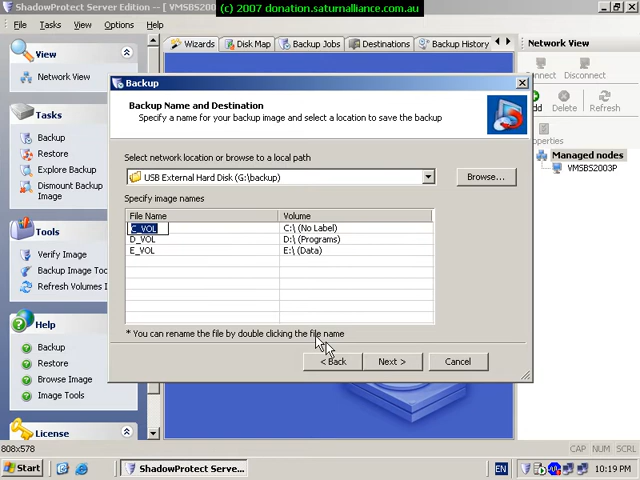 (c) 2007 donation.saturnalliance.com.au
ShadowProtect Server Edition - [VMSBS2003
File Tasks View Options Help
View
Network View
Tasks
Backup
Restore
Explore Backup
Dismount Backup
Image
Tools
Verify Image
Backup Image Too
Refresh Volumes I
Help
Backup
Restore
Browse Image
Image Tools
License
Wizards Disk Map Backup Jobs Destinations Backup History
Backup
Backup Name and Destination
Specify a name for your backup image and select a location to save the backup
Select network location or browse to a local path
USB External Hard Disk (G:\backup) Browse...
Specify image names
File Name Volume
C_VOL C:\ (No Label)
D_VOL D:\ (Programs)
E_VOL E:\ (Data)
* You can rename the file by double clicking the file name
< Back Next > Cancel
Network View
nnect Disconnect
dd Delete Refresh
roperties
Managed nodes
VMSBS2003P
808x578 CAP NUM SCRL
Start ShadowProtect Serve... EN 10:19 PM